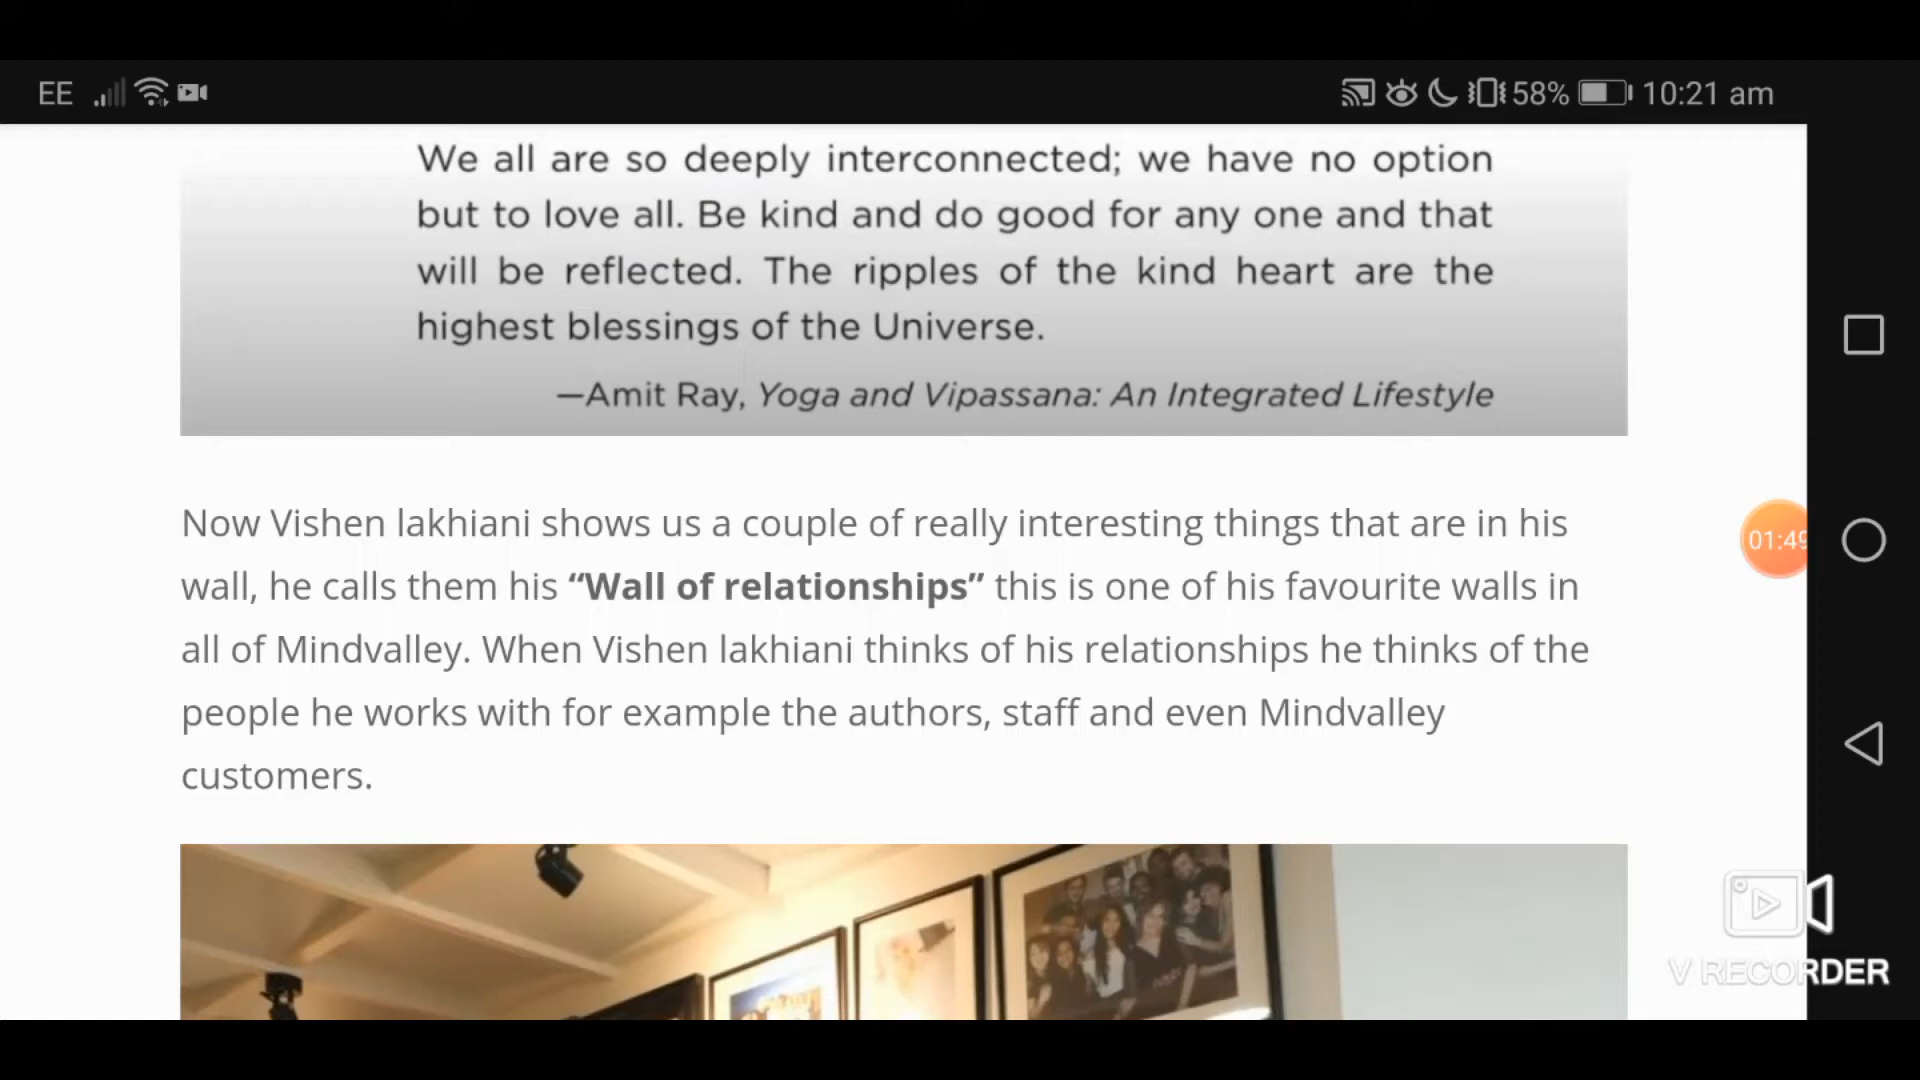 EE 58% 10:21 am
We all are so deeply interconnected; we have no option
but to love all. Be kind and do good for any one and that
will be reflected. The ripples of the kind heart are the
highest blessings of the Universe.
—Amit Ray, Yoga and Vipassana: An Integrated Lifestyle
Now Vishen lakhiani shows us a couple of really interesting things that are in his
wall, he calls them his “Wall of relationships” this is one of his favourite walls in
all of Mindvalley. When Vishen lakhiani thinks of his relationships he thinks of the
people he works with for example the authors, staff and even Mindvalley
customers.
01:49
V RECORDER